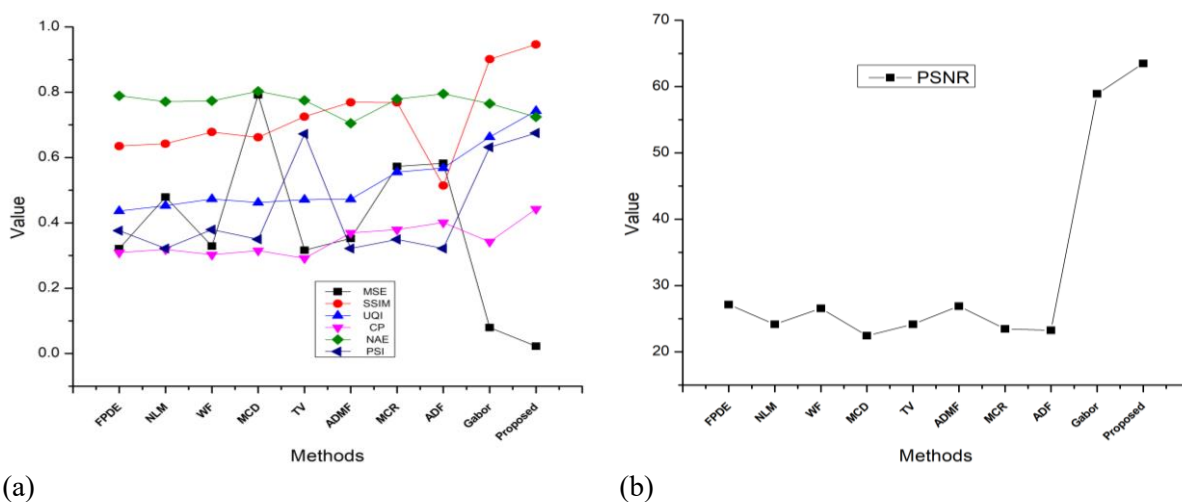 1.0
0.8
0.6
0.4
0.2
0.0
Value
MSE
SSIM
UQI
CP
NAE
PSI
FPDE
NLM
WF
MCD
TV
ADMF
MCR
ADF
Gabor
Proposed
Methods
(a)
70
60
50
40
30
20
Value
PSNR
FPDE
NLM
WF
MCD
TV
ADMF
MCR
ADF
Gabor
Proposed
Methods
(b)